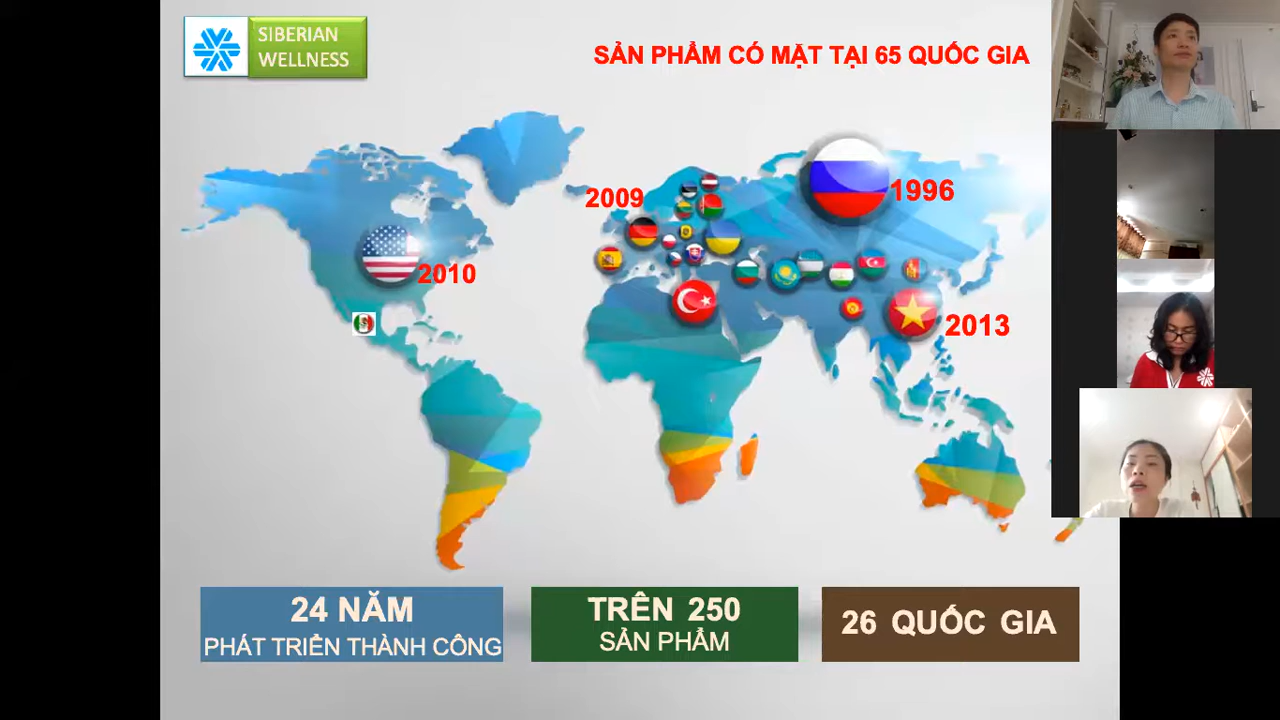 SIBERIAN
WELLNESS
SẢN PHẨM CÓ MẶT TẠI 65 QUỐC GIA
2009
1996
2010
2013
24 NĂM
PHÁT TRIỂN THÀNH CÔNG
TRÊN 250
SẢN PHẨM
26 QUỐC GIA